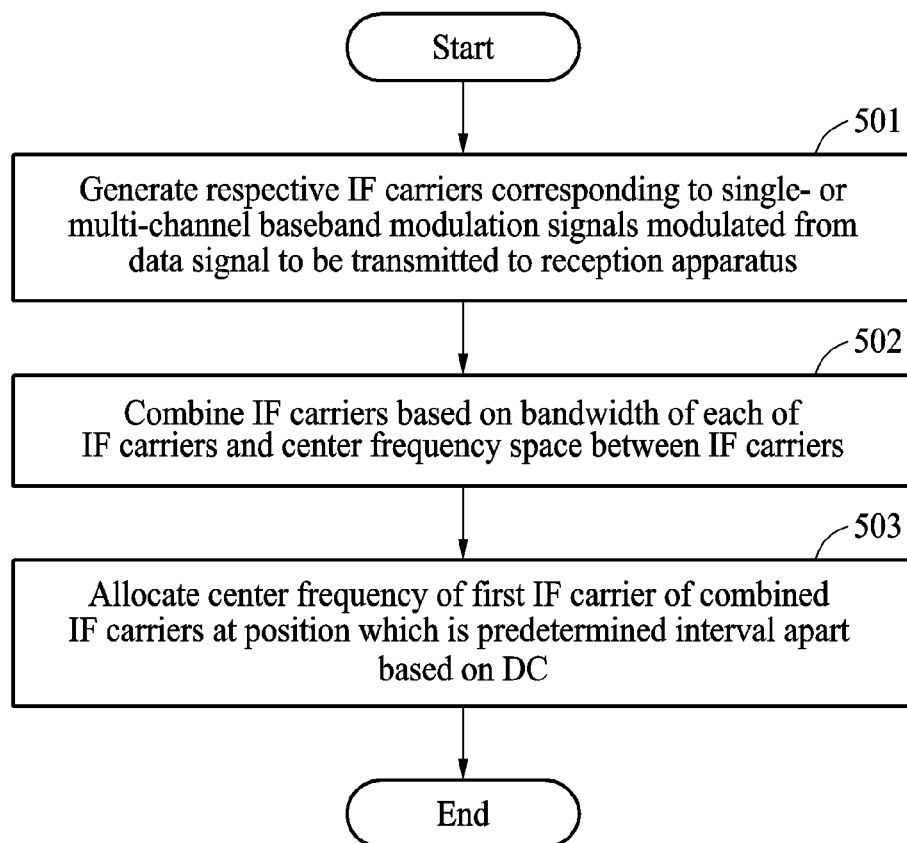 Start
501
Generate respective IF carriers corresponding to single- or
multi-channel baseband modulation signals modulated from
data signal to be transmitted to reception apparatus
502
Combine IF carriers based on bandwidth of each of
IF carriers and center frequency space between IF carriers
503
Allocate center frequency of first IF carrier of combined
IF carriers at position which is predetermined interval apart
based on DC
End